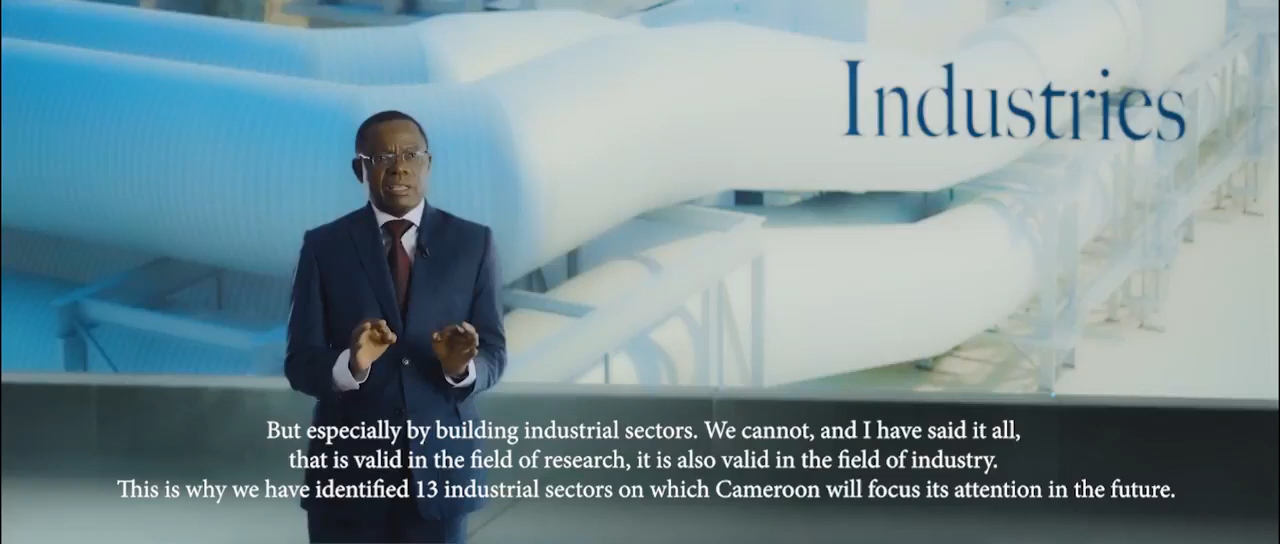 Industries
But especially by building industrial sectors. We cannot, and I have said it all,
that is valid in the field of research, it is also valid in the field of industry.
This is why we have identified 13 industrial sectors on which Cameroon will focus its attention in the future.